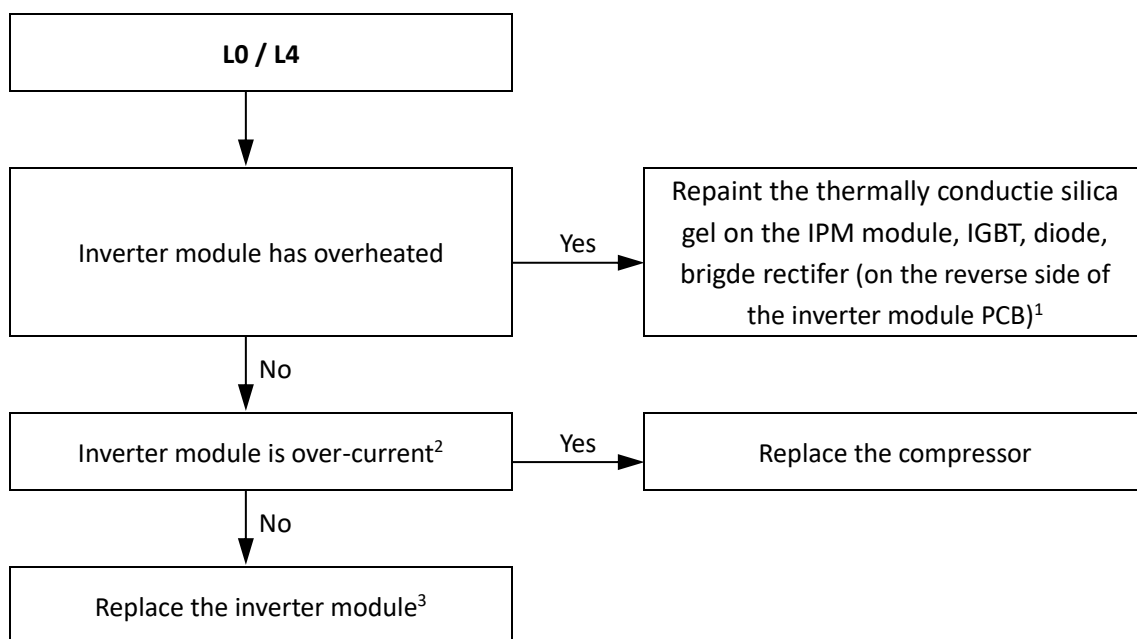 L0 / L4
Inverter module has overheated
Yes
Repaint the thermally conductie silica
gel on the IPM module, IGBT, diode,
brigde rectifer (on the reverse side of
the inverter module PCB)1
No
Inverter module is over-current2
Yes
Replace the compressor
No
Replace the inverter module3